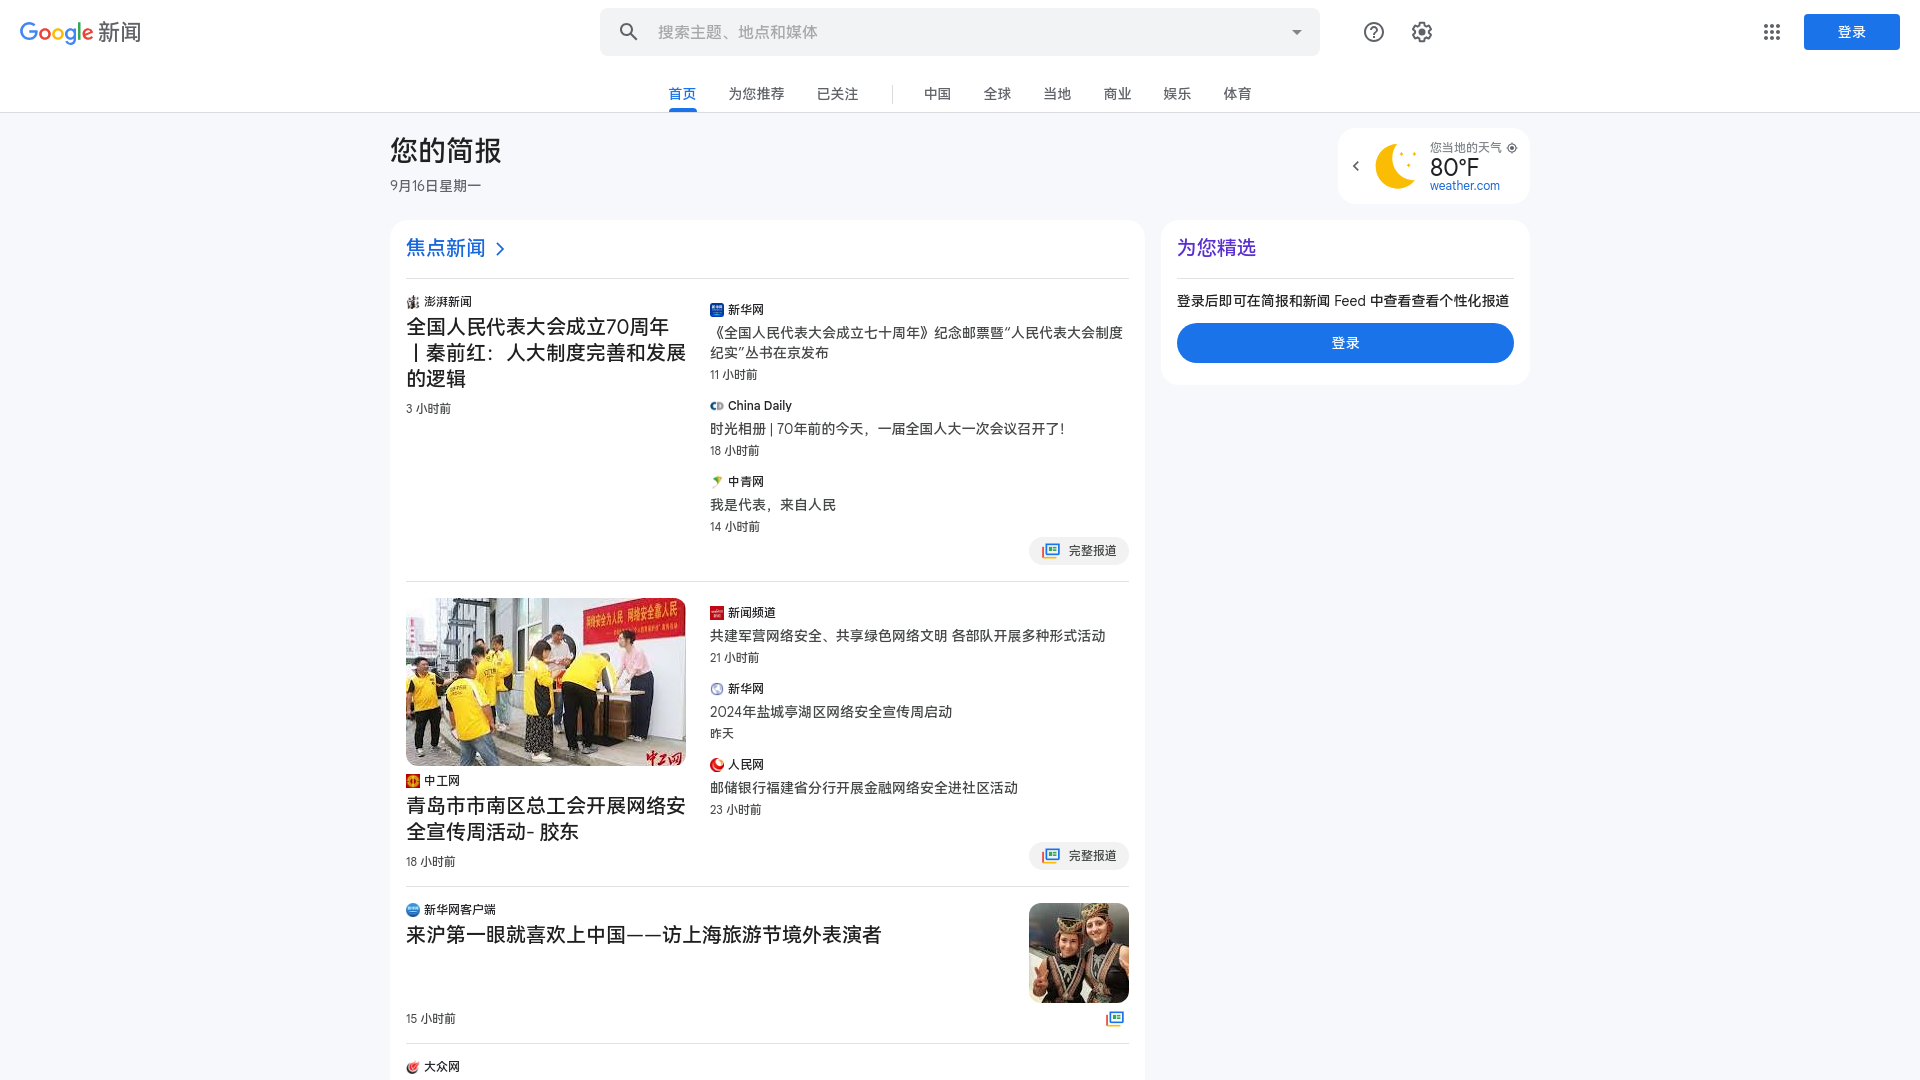 Google 新闻
搜索主题、地点和媒体
登录
首页
为您推荐
已关注
中国
全球
当地
商业
娱乐
体育
您的简报
9月16日星期一
您当地的天气
80°F
weather.com
焦点新闻
澎湃新闻
全国人民代表大会成立70周年
丨秦前红：人大制度完善和发展
的逻辑
3 小时前
新华网
《全国人民代表大会成立七十周年》纪念邮票暨“人民代表大会制度
纪实”丛书在京发布
11 小时前
China Daily
时光相册 | 70年前的今天，一届全国人大一次会议召开了！
18 小时前
中青网
我是代表，来自人民
14 小时前
完整报道
网络安全为人民 网络安全靠人民
中工网
中工网
青岛市市南区总工会开展网络安
全宣传周活动- 胶东
18 小时前
新闻频道
共建军营网络安全、共享绿色网络文明 各部队开展多种形式活动
21 小时前
新华网
2024年盐城亭湖区网络安全宣传周启动
昨天
人民网
邮储银行福建省分行开展金融网络安全进社区活动
23 小时前
完整报道
新华网客户端
来沪第一眼就喜欢上中国——访上海旅游节境外表演者
15 小时前
大众网
为您精选
登录后即可在简报和新闻 Feed 中查看查看个性化报道
登录